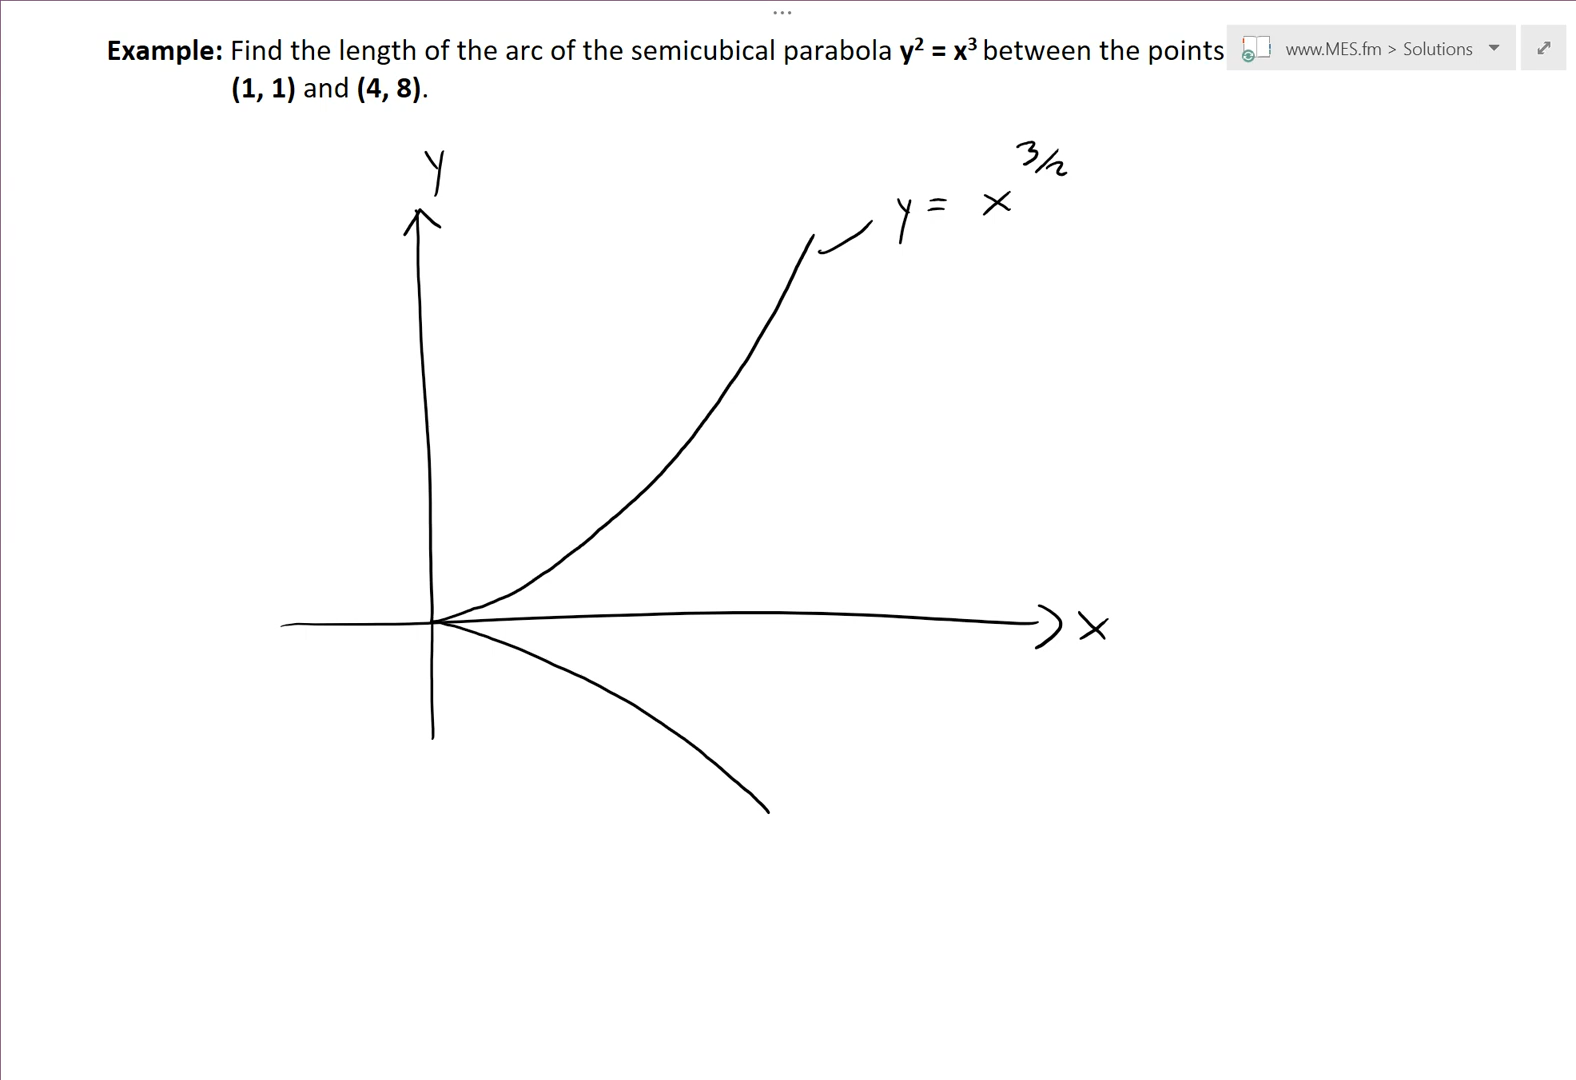 Example: Find the length of the arc of the semicubical parabola y² = x³ between the points
(1, 1) and (4, 8).
www.MES.fm > Solutions
y
y = x^3/2
x